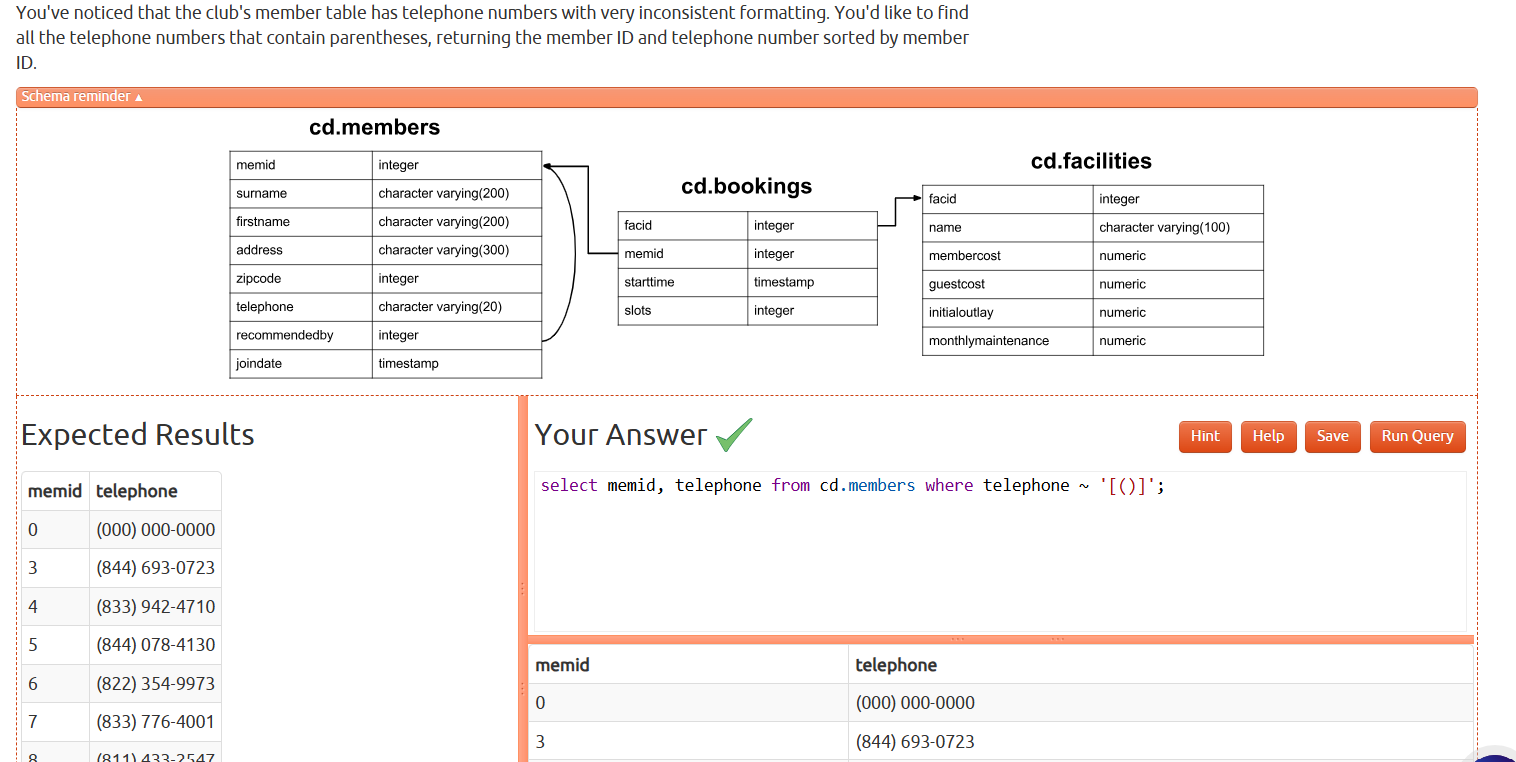 You've noticed that the club's member table has telephone numbers with very inconsistent formatting. You'd like to find
all the telephone numbers that contain parentheses, returning the member ID and telephone number sorted by member
ID.
Schema reminder ▲
cd.members
memid integer
surname character varying(200)
firstname character varying(200)
address character varying(300)
zipcode integer
telephone character varying(20)
recommendedby integer
joindate timestamp
cd.bookings
facid integer
memid integer
starttime timestamp
slots integer
cd.facilities
facid integer
name character varying(100)
membercost numeric
guestcost numeric
initialoutlay numeric
monthlymaintenance numeric
Expected Results
memid telephone
0 (000) 000-0000
3 (844) 693-0723
4 (833) 942-4710
5 (844) 078-4130
6 (822) 354-9973
7 (833) 776-4001
8 (811) 433-2547
Your Answer
Hint Help Save Run Query
select memid, telephone from cd.members where telephone ~ '[()]';
memid telephone
0 (000) 000-0000
3 (844) 693-0723